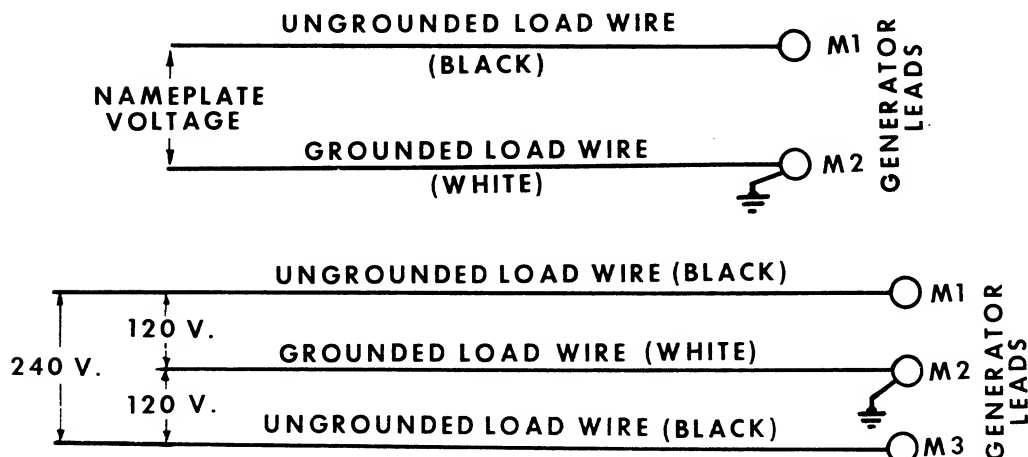 UNGROUNDED LOAD WIRE
(BLACK)
M1
NAMEPLATE
VOLTAGE
GROUNDED LOAD WIRE
(WHITE)
M2
GENERATOR
LEADS
UNGROUNDED LOAD WIRE (BLACK)
M1
120 V.
240 V.
GROUNDED LOAD WIRE (WHITE)
M2
120 V.
UNGROUNDED LOAD WIRE (BLACK)
M3
GENERATOR
LEADS